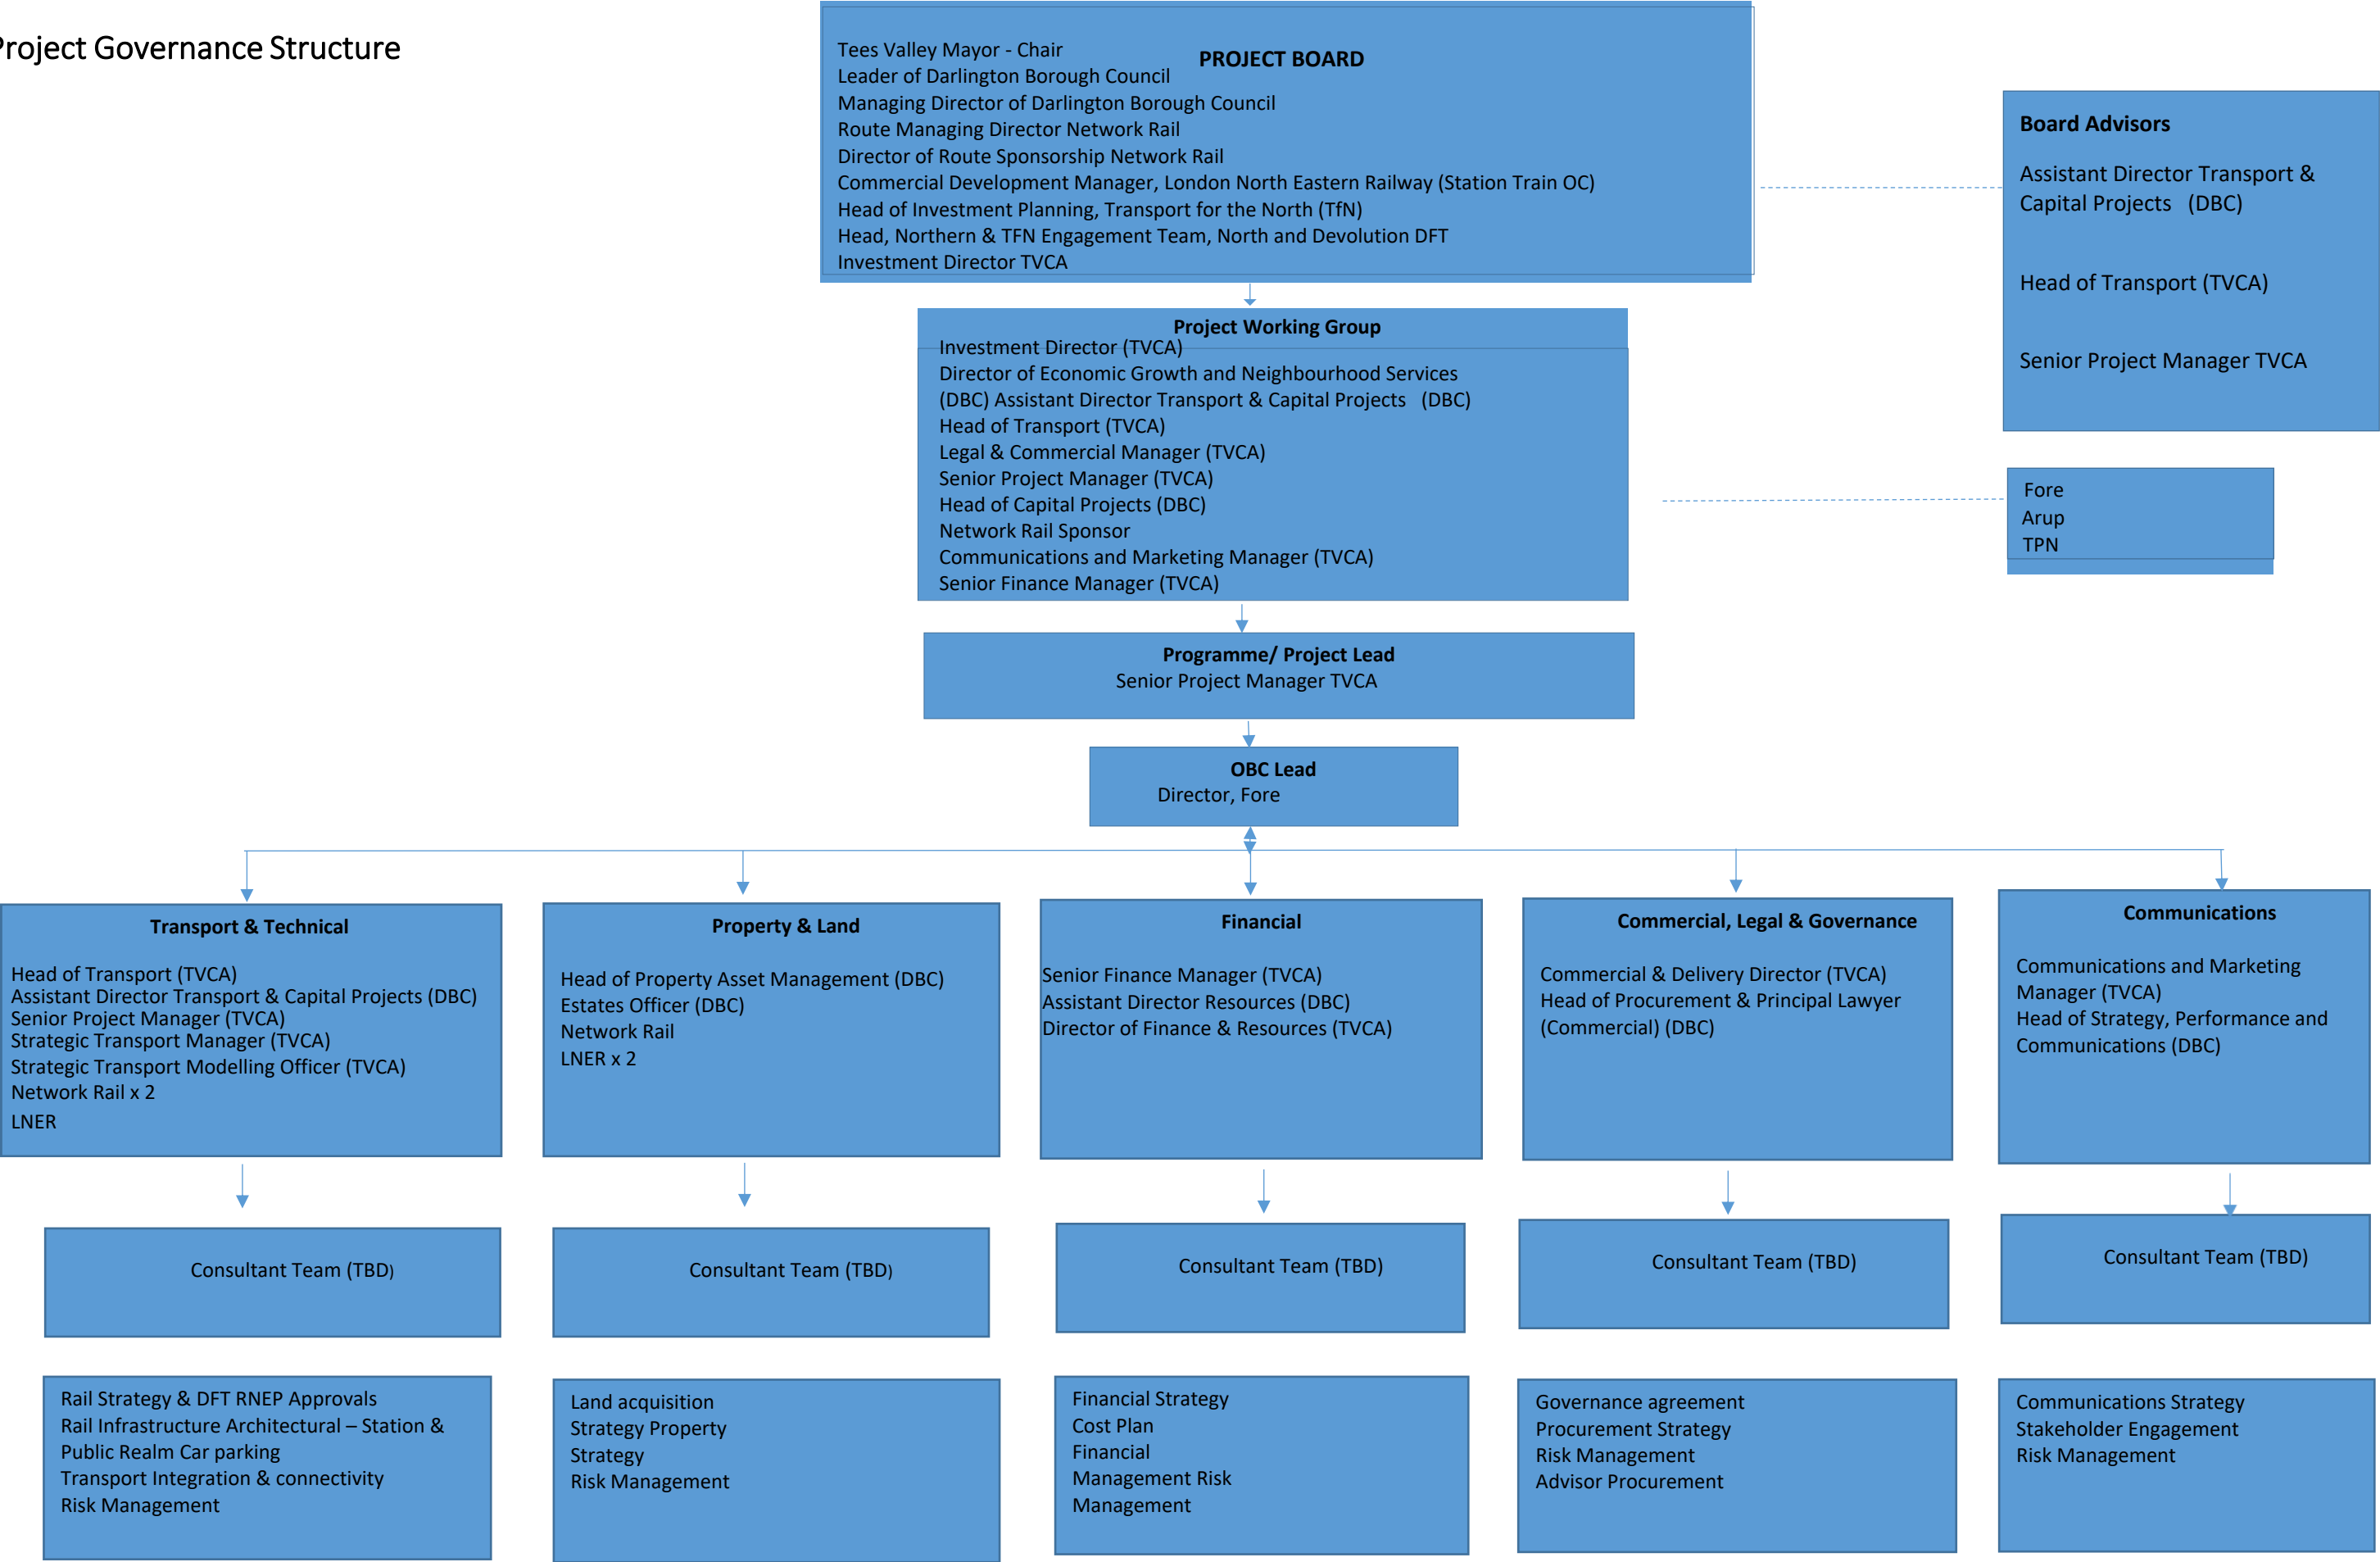 Project Governance Structure
PROJECT BOARD
Tees Valley Mayor - Chair
Leader of Darlington Borough Council
Managing Director of Darlington Borough Council
Route Managing Director Network Rail
Director of Route Sponsorship Network Rail
Commercial Development Manager, London North Eastern Railway (Station Train OC)
Head of Investment Planning, Transport for the North (TfN)
Head, Northern & TFN Engagement Team, North and Devolution DFT
Investment Director TVCA
Board Advisors
Assistant Director Transport &
Capital Projects (DBC)
Head of Transport (TVCA)
Senior Project Manager TVCA
Project Working Group
Investment Director (TVCA)
Director of Economic Growth and Neighbourhood Services
(DBC) Assistant Director Transport & Capital Projects (DBC)
Head of Transport (TVCA)
Legal & Commercial Manager (TVCA)
Senior Project Manager (TVCA)
Head of Capital Projects (DBC)
Network Rail Sponsor
Communications and Marketing Manager (TVCA)
Senior Finance Manager (TVCA)
Fore
Arup
TPN
Programme/ Project Lead
Senior Project Manager TVCA
OBC Lead
Director, Fore
Transport & Technical
Head of Transport (TVCA)
Assistant Director Transport & Capital Projects (DBC)
Senior Project Manager (TVCA)
Strategic Transport Manager (TVCA)
Strategic Transport Modelling Officer (TVCA)
Network Rail x 2
LNER
Property & Land
Head of Property Asset Management (DBC)
Estates Officer (DBC)
Network Rail
LNER x 2
Financial
Senior Finance Manager (TVCA)
Assistant Director Resources (DBC)
Director of Finance & Resources (TVCA)
Commercial, Legal & Governance
Commercial & Delivery Director (TVCA)
Head of Procurement & Principal Lawyer
(Commercial) (DBC)
Communications
Communications and Marketing
Manager (TVCA)
Head of Strategy, Performance and
Communications (DBC)
Consultant Team (TBD)
Consultant Team (TBD)
Consultant Team (TBD)
Consultant Team (TBD)
Consultant Team (TBD)
Rail Strategy & DFT RNEP Approvals
Rail Infrastructure Architectural – Station &
Public Realm Car parking
Transport Integration & connectivity
Risk Management
Land acquisition
Strategy Property
Strategy
Risk Management
Financial Strategy
Cost Plan
Financial
Management Risk
Management
Governance agreement
Procurement Strategy
Risk Management
Advisor Procurement
Communications Strategy
Stakeholder Engagement
Risk Management